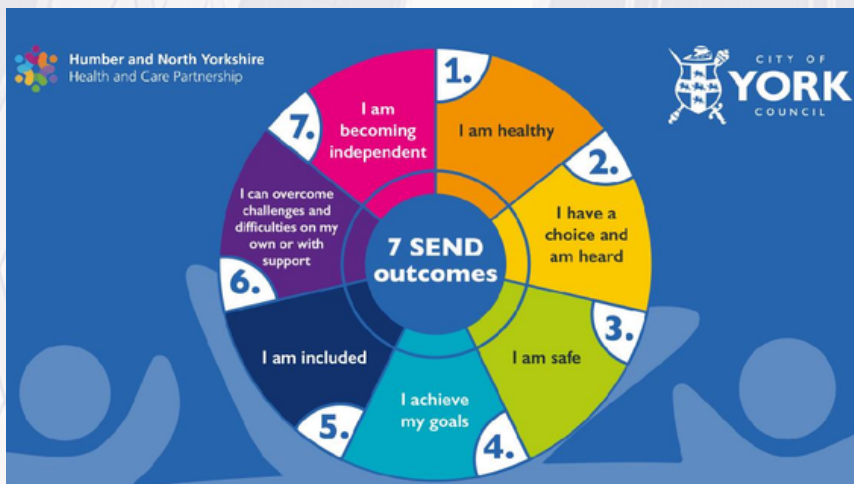 Humber and North Yorkshire
Health and Care Partnership
CITY OF
YORK
COUNCIL
7 SEND
outcomes
1.
I am healthy
2.
I have a
choice and
am heard
3.
I am safe
4.
I achieve
my goals
5.
I am included
6.
I can overcome
challenges and
difficulties on my
own or with
support
7.
I am
becoming
independent